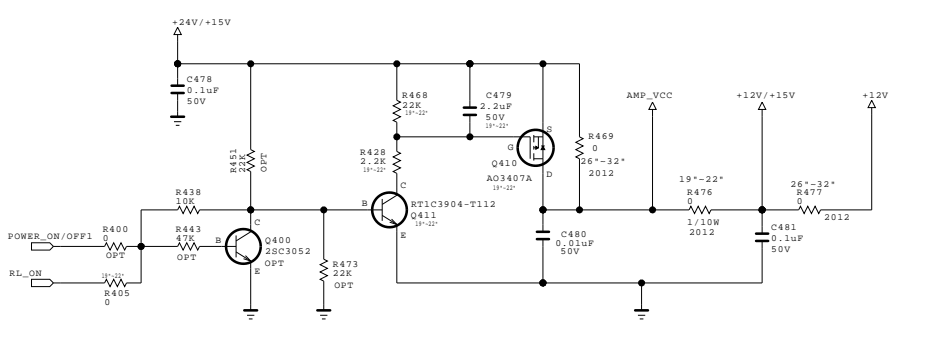 +24V/+15V
C478
0.1uF
50V
R451
22K
OPT
R468
22K
19"~22"
C479
2.2uF
50V
19"~22"
R428
2.2K
19"~22"
S
G
D
Q410
AO3407A
19"~22"
R469
0
26"~32"
2012
AMP_VCC
+12V/+15V
+12V
19"~22"
R476
0
1/10W
2012
26"~32"
R477
0
2012
R438
10K
R443
47K
OPT
POWER_ON/OFF1
R400
0
OPT
RL_ON
19"~22"
R405
0
B
C
E
Q400
2SC3052
OPT
R473
22K
OPT
B
C
E
RT1C3904-T112
Q411
C480
0.01uF
50V
C481
0.1uF
50V